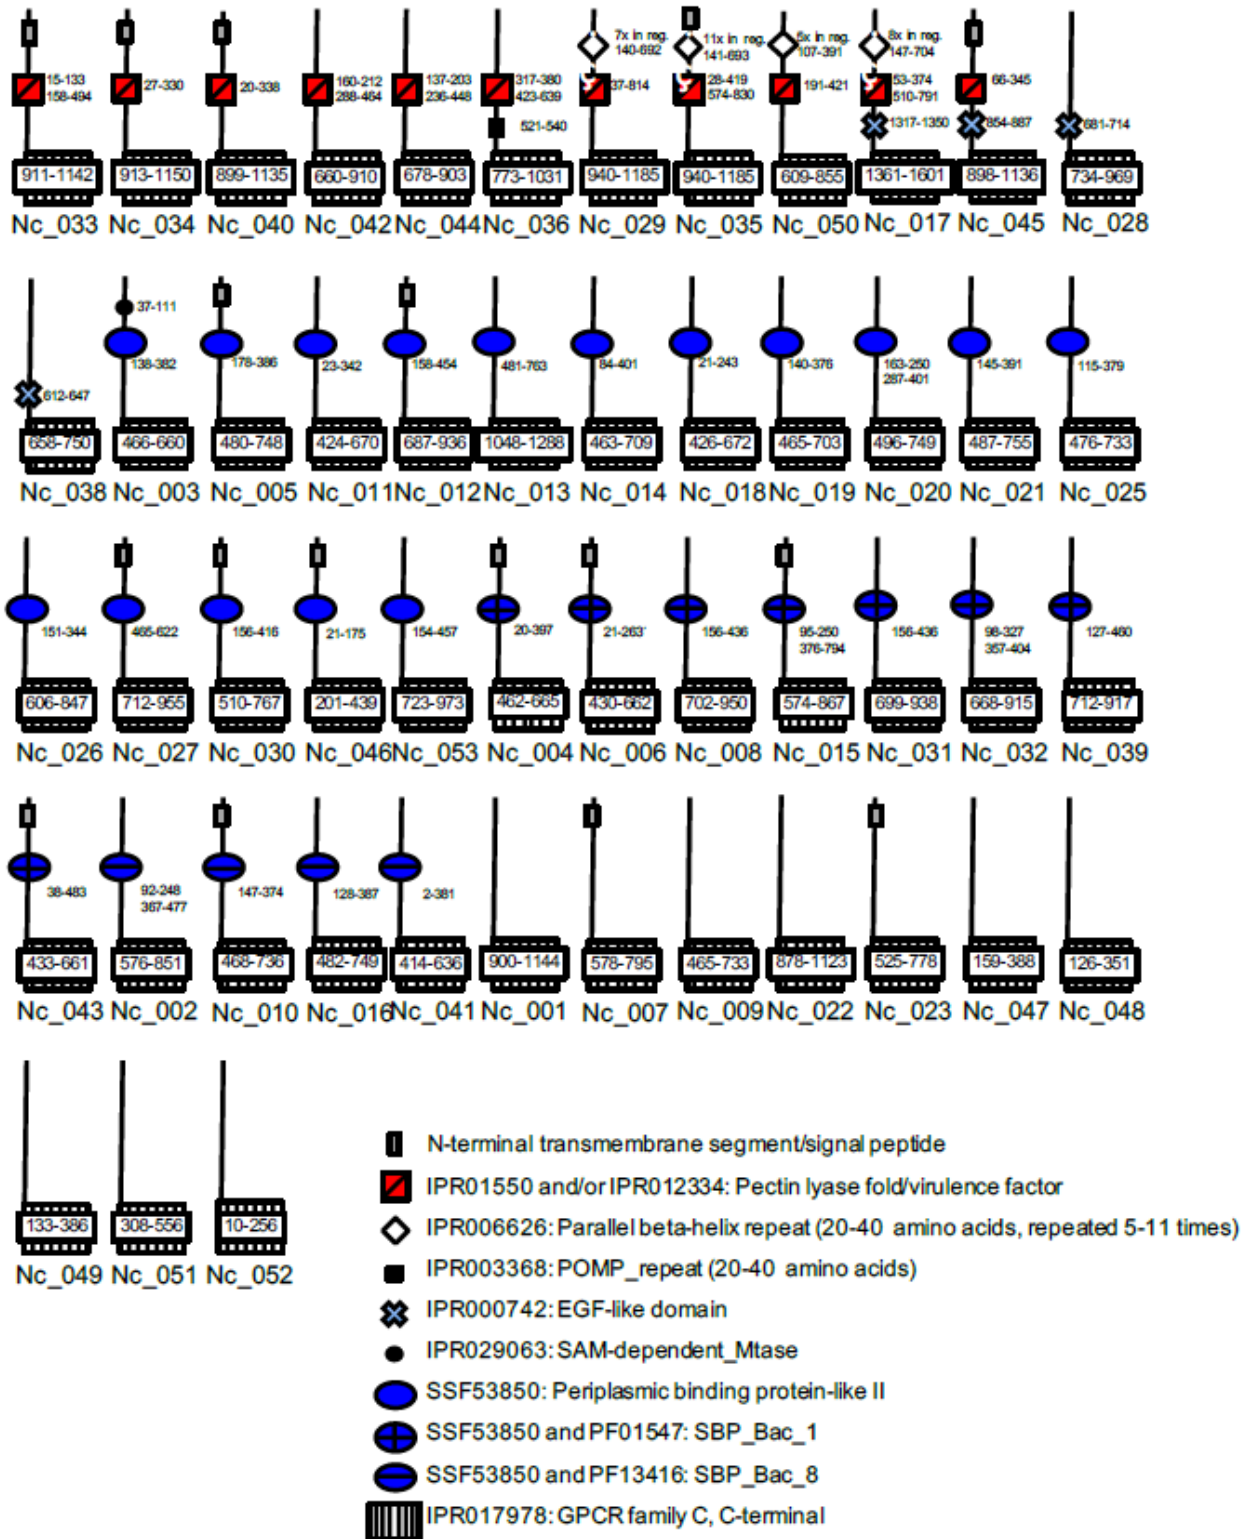 7x in reg. 11x in reg. 5x in reg. 8x in reg.
140-692 141-693 107-391 147-704
15-133 27-330 20-338 160-212 137-203 317-380 37-814 28-419 191-421 53-374 66-345
158-494 288-464 236-448 423-639 574-830 510-791
521-540 1317-1350 854-887 681-714
911-1142 913-1150 899-1135 660-910 678-903 773-1031 940-1185 940-1185 609-855 1361-1601 898-1136 734-969
Nc_033 Nc_034 Nc_040 Nc_042 Nc_044 Nc_036 Nc_029 Nc_035 Nc_050 Nc_017 Nc_045 Nc_028
37-111
138-382 178-386 23-342 158-454 481-763 84-401 21-243 140-376 163-250 145-391 115-379
287-401
612-647
658-750 466-660 480-748 424-670 687-936 1048-1288 463-709 426-672 465-703 496-749 487-755 476-733
Nc_038 Nc_003 Nc_005 Nc_011 Nc_012 Nc_013 Nc_014 Nc_018 Nc_019 Nc_020 Nc_021 Nc_025
151-344 465-622 156-416 21-175 154-457 20-397 21-263 156-436 95-250 156-436 98-327 127-460
376-794 357-404
606-847 712-955 510-767 201-439 723-973 462-665 430-662 702-950 574-867 699-938 668-915 712-917
Nc_026 Nc_027 Nc_030 Nc_046 Nc_053 Nc_004 Nc_006 Nc_008 Nc_015 Nc_031 Nc_032 Nc_039
38-483 92-248 147-374 128-387 2-381
367-477
433-661 576-851 468-736 482-749 414-636 900-1144 578-795 465-733 878-1123 525-778 159-388 126-351
Nc_043 Nc_002 Nc_010 Nc_016 Nc_041 Nc_001 Nc_007 Nc_009 Nc_022 Nc_023 Nc_047 Nc_048
133-386 308-556 10-256
Nc_049 Nc_051 Nc_052
N-terminal transmembrane segment/signal peptide
IPR01550 and/or IPR012334: Pectin lyase fold/virulence factor
IPR006626: Parallel beta-helix repeat (20-40 amino acids, repeated 5-11 times)
IPR003368: POMP_repeat (20-40 amino acids)
IPR000742: EGF-like domain
IPR029063: SAM-dependent_Mtase
SSF53850: Periplasmic binding protein-like II
SSF53850 and PF01547: SBP_Bac_1
SSF53850 and PF13416: SBP_Bac_8
IPR017978: GPCR family C, C-terminal